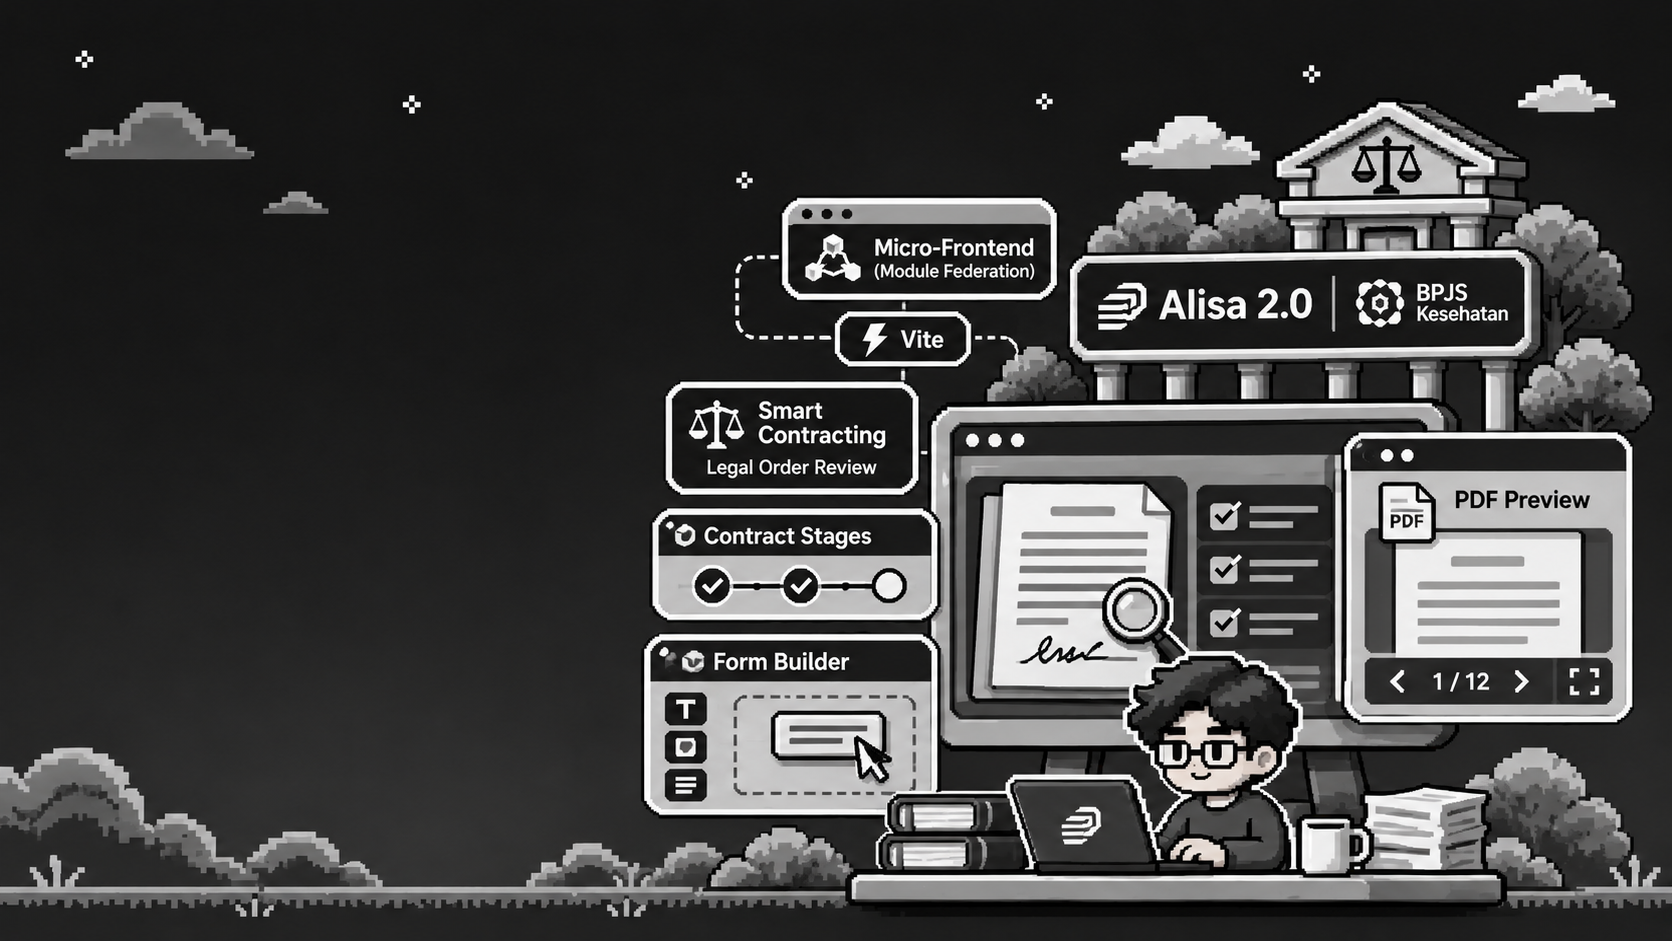 Micro-Frontend
(Module Federation)
Vite
Alisa 2.0
BPJS
Kesehatan
Smart
Contracting
Legal Order Review
Contract Stages
Form Builder
T
PDF
PDF Preview
1 / 12